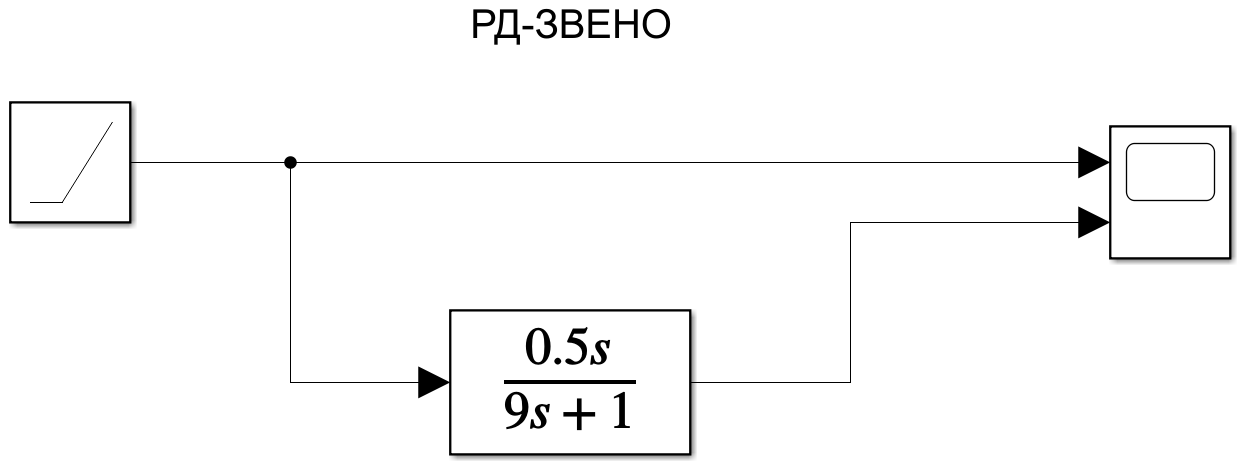 РД-ЗВЕНО
0.5s
9s + 1